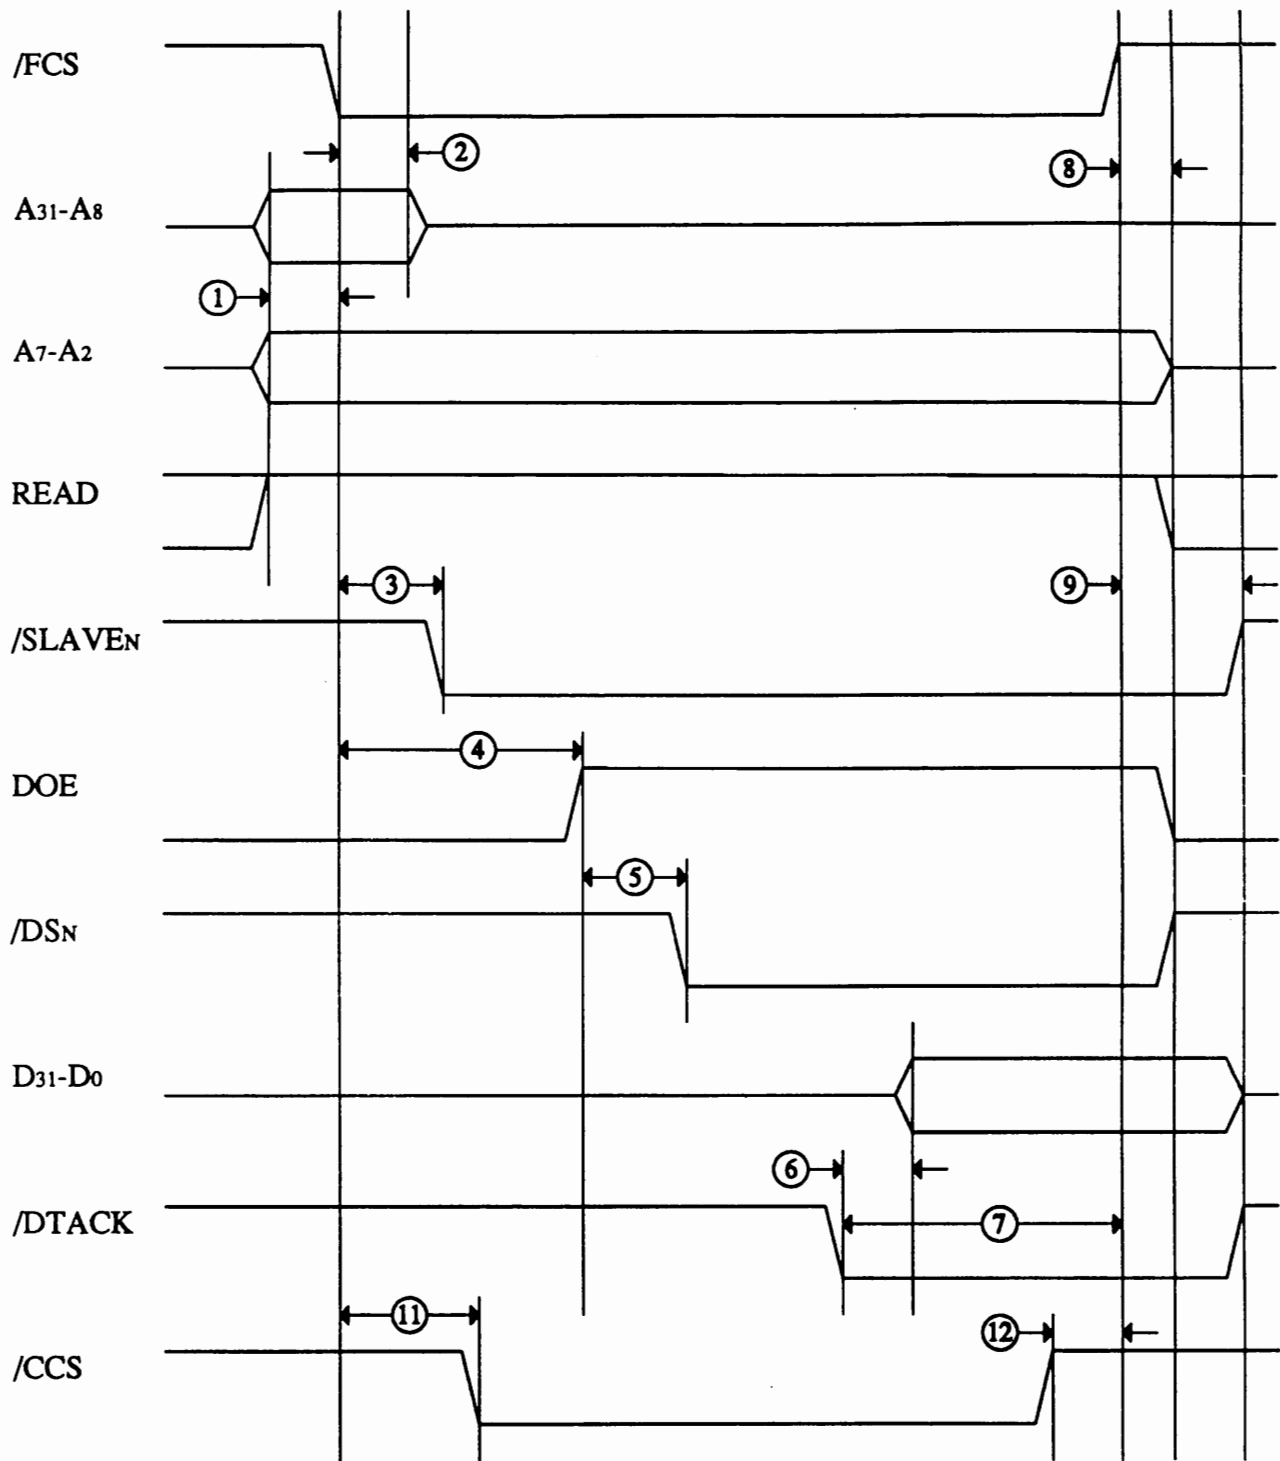 /FCS
2
8
A31-A8
1
A7-A2
READ
3
9
/SLAVEN
4
DOE
5
/DSN
D31-D0
6
7
/DTACK
11
12
/CCS